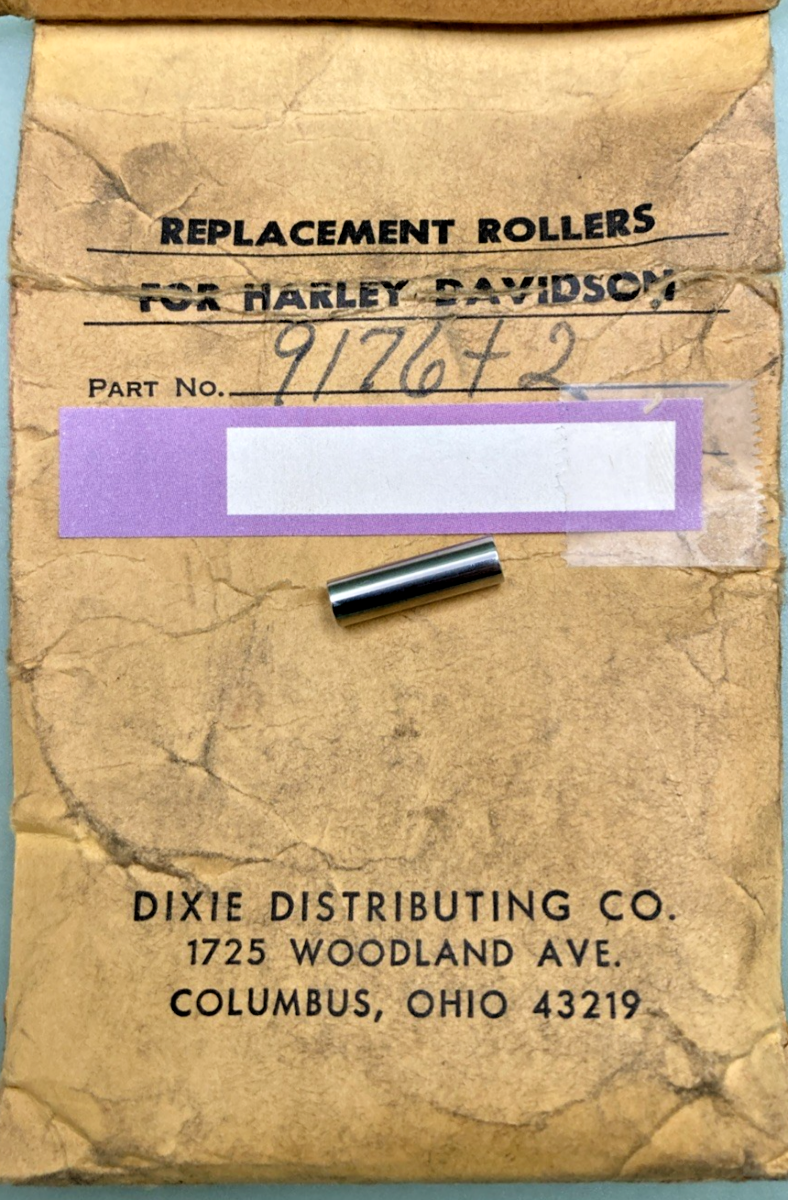 REPLACEMENT ROLLERS
FOR HARLEY DAVIDSON
PART NO. 9176+2
DIXIE DISTRIBUTING CO.
1725 WOODLAND AVE.
COLUMBUS, OHIO 43219